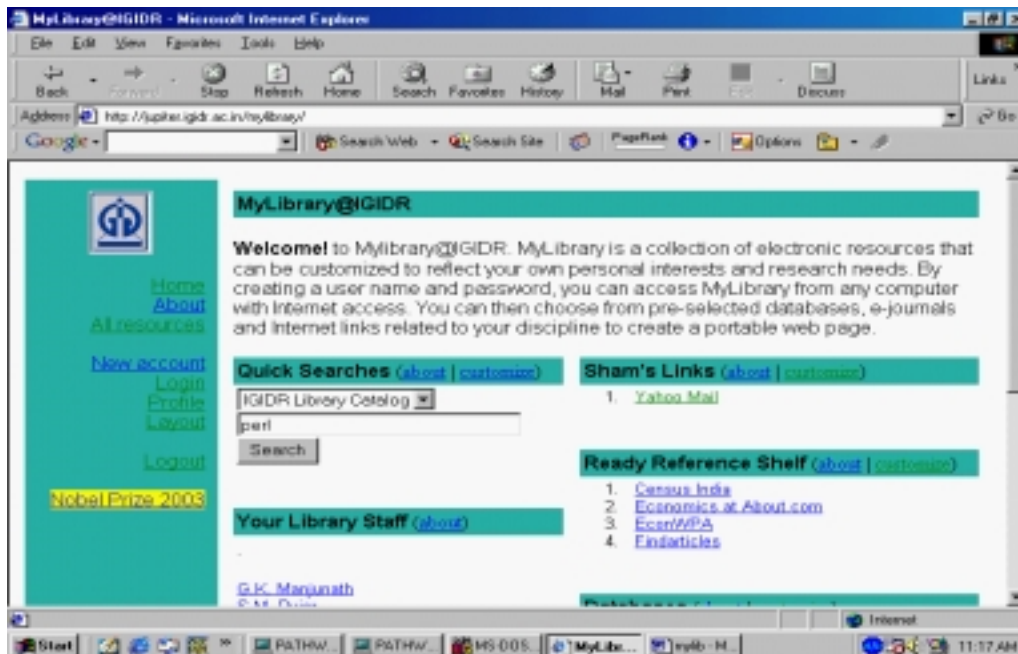 MyLibrary@IGIDR - Microsoft Internet Explorer
File Edit View Favorites Tools Help
Back Forward Stop Refresh Home Search Favorites History Mail Print Edit Discuss Links
Address http://jupiter.igidr.ac.in/mylibrary/ Go
Google Search Web Search Site PageRank Options
MyLibrary@IGIDR
Welcome! to Mylibrary@IGIDR. MyLibrary is a collection of electronic resources that
can be customized to reflect your own personal interests and research needs. By
creating a user name and password, you can access MyLibrary from any computer
with Internet access. You can then choose from pre-selected databases, e-journals
and Internet links related to your discipline to create a portable web page.
Home
About
All resources
New account
Login
Profile
Layout
Logout
Nobel Prize 2003
Quick Searches (about | customize)
IGIDR Library Catalog
perl
Search
Your Library Staff (about)
G.K. Manjunath
Sham's Links (about | customize)
1. Yahoo Mail
Ready Reference Shelf (about | customize)
1. Census India
2. Economics at About.com
3. EconWPA
4. Findarticles
Internet
Start PATHW... PATHW... MS-DOS... MyLibr... mylib - M... 11:17 AM